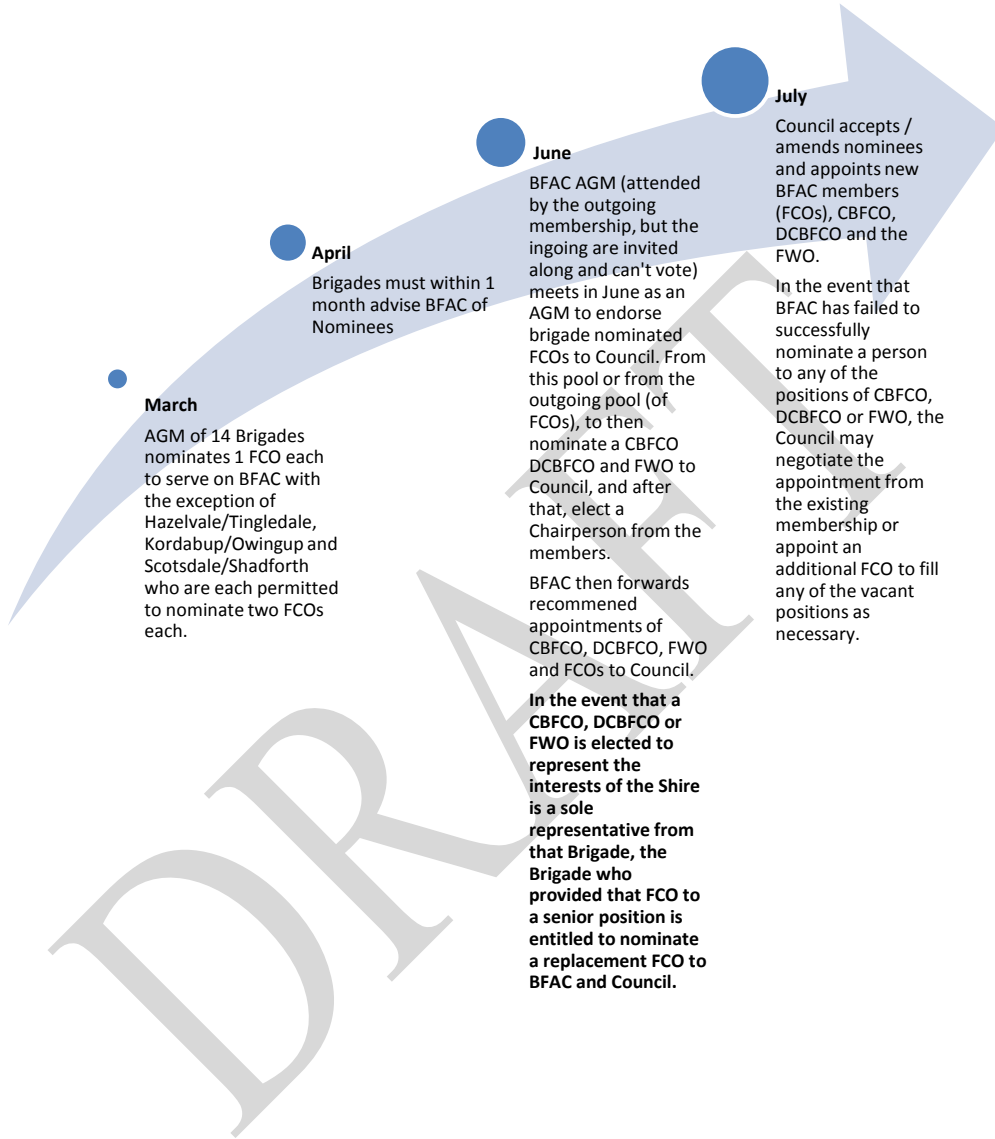 March
AGM of 14 Brigades
nominates 1 FCO each
to serve on BFAC with
the exception of
Hazelvale/Tingledale,
Kordabup/Owingup and
Scotsdale/Shadforth
who are each permitted
to nominate two FCOs
each.
April
Brigades must within 1
month advise BFAC of
Nominees
June
BFAC AGM (attended
by the outgoing
membership, but the
ingoing are invited
along and can't vote)
meets in June as an
AGM to endorse
brigade nominated
FCOs to Council. From
this pool or from the
outgoing pool (of
FCOs), to then
nominate a CBFCO
DCBFCO and FWO to
Council, and after
that, elect a
Chairperson from the
members.
BFAC then forwards
recommened
appointments of
CBFCO, DCBFCO, FWO
and FCOs to Council.
In the event that a
CBFCO, DCBFCO or
FWO is elected to
represent the
interests of the Shire
is a sole
representative from
that Brigade, the
Brigade who
provided that FCO to
a senior position is
entitled to nominate
a replacement FCO to
BFAC and Council.
July
Council accepts /
amends nominees
and appoints new
BFAC members
(FCOs), CBFCO,
DCBFCO and the
FWO.
In the event that
BFAC has failed to
successfully
nominate a person
to any of the
positions of CBFCO,
DCBFCO or FWO, the
Council may
negotiate the
appointment from
the existing
membership or
appoint an
additional FCO to fill
any of the vacant
positions as
necessary.
DRAFT